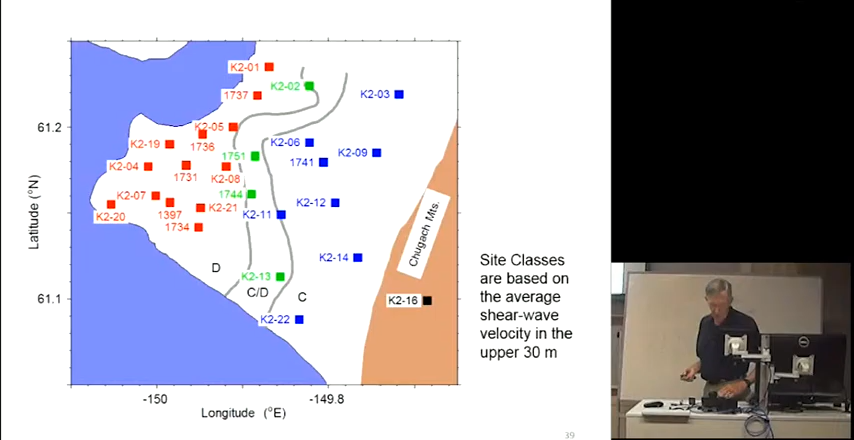 K2-01
K2-02
1737
K2-03
61.2
K2-05
1736
K2-19
K2-06
1751
K2-09
1741
K2-04
1731
K2-08
K2-07
1744
K2-12
K2-20
1397
K2-21
K2-11
1734
Latitude (°N)
Chugach Mts.
D
K2-14
K2-13
C/D
C
61.1
K2-16
K2-22
-150
-149.8
Longitude (°E)
Site Classes
are based on
the average
shear-wave
velocity in the
upper 30 m
39
DELL